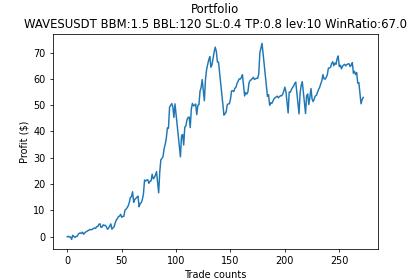 Portfolio
WAVESUSDT BBM:1.5 BBL:120 SL:0.4 TP:0.8 lev:10 WinRatio:67.0
Profit ($)
70
60
50
40
30
20
10
0
0 50 100 150 200 250
Trade counts